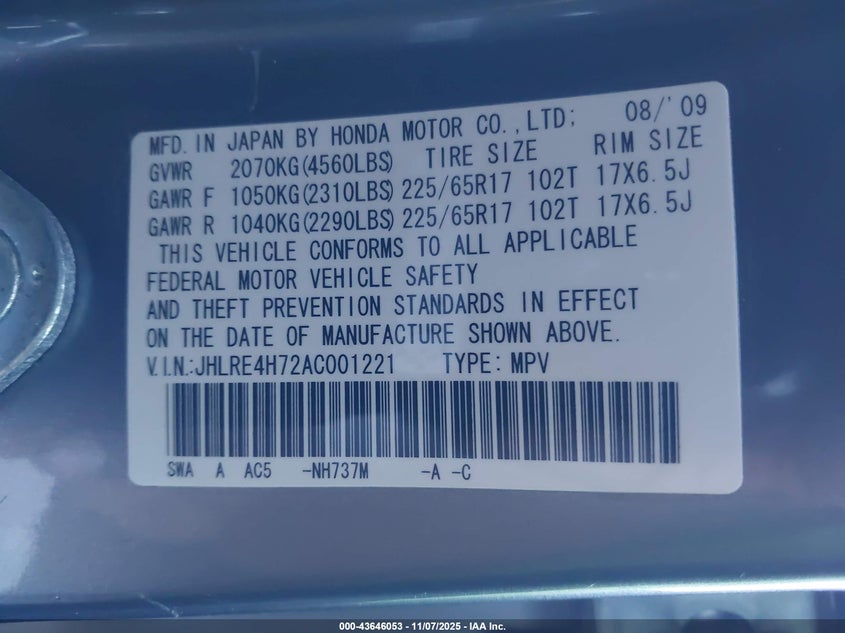 MFD. IN JAPAN BY HONDA MOTOR CO.,LTD: 08/'09
GVWR 2070KG(4560LBS) TIRE SIZE RIM SIZE
GAWR F 1050KG(2310LBS) 225/65R17 102T 17X6.5J
GAWR R 1040KG(2290LBS) 225/65R17 102T 17X6.5J
THIS VEHICLE CONFORMS TO ALL APPLICABLE
FEDERAL MOTOR VEHICLE SAFETY
AND THEFT PREVENTION STANDARDS IN EFFECT
ON THE DATE OF MANUFACTURE SHOWN ABOVE.
V.I.N.:JHLRE4H72AC001221 TYPE: MPV
SWA A AC5 -NH737M -A -C
000-43646053 - 11/07/2025 - IAA Inc.